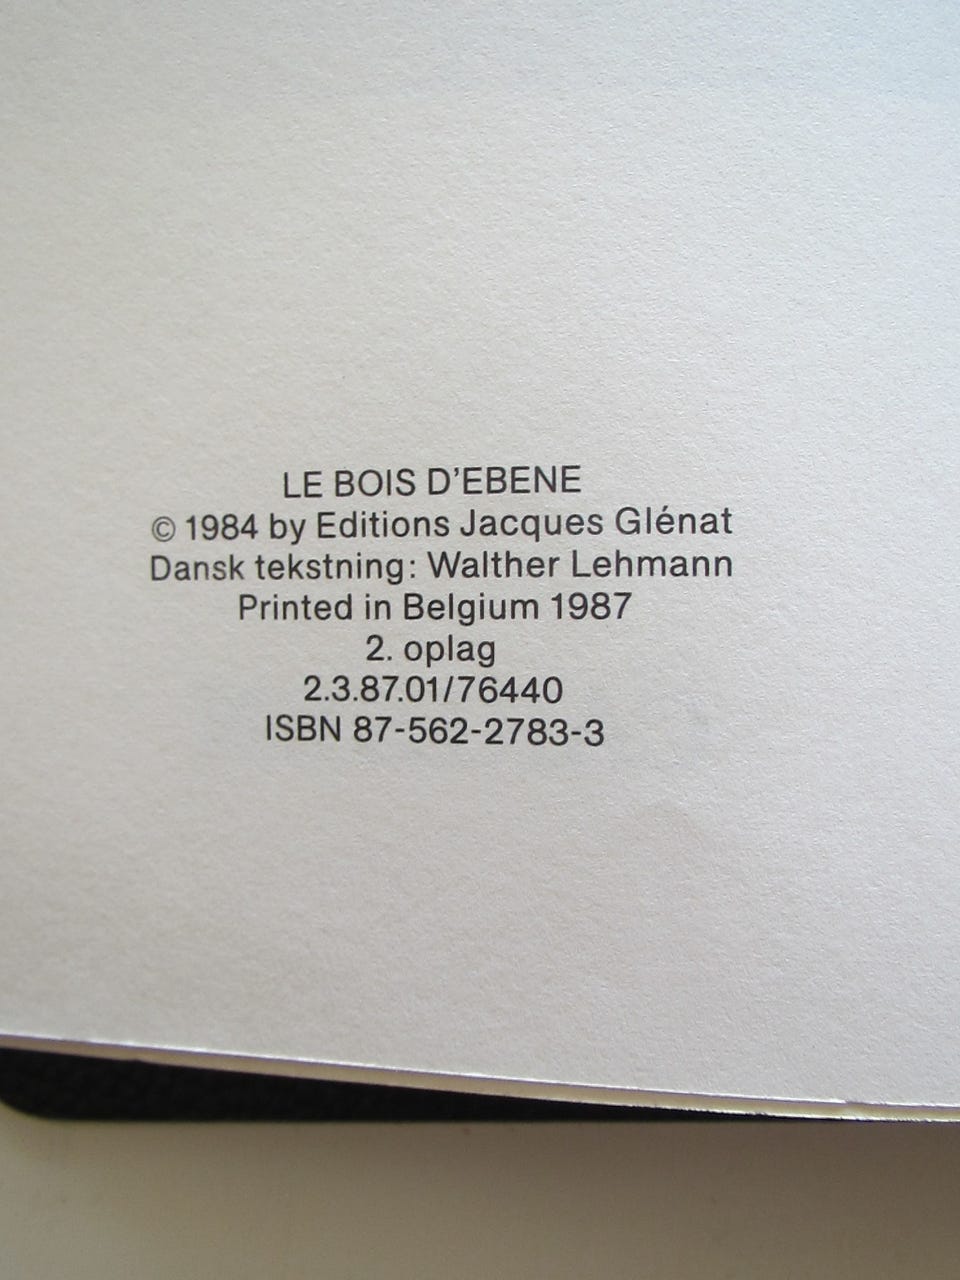 LE BOIS D'EBENE
© 1984 by Editions Jacques Glénat
Dansk tekstning: Walther Lehmann
Printed in Belgium 1987
2. oplag
2.3.87.01/76440
ISBN 87-562-2783-3